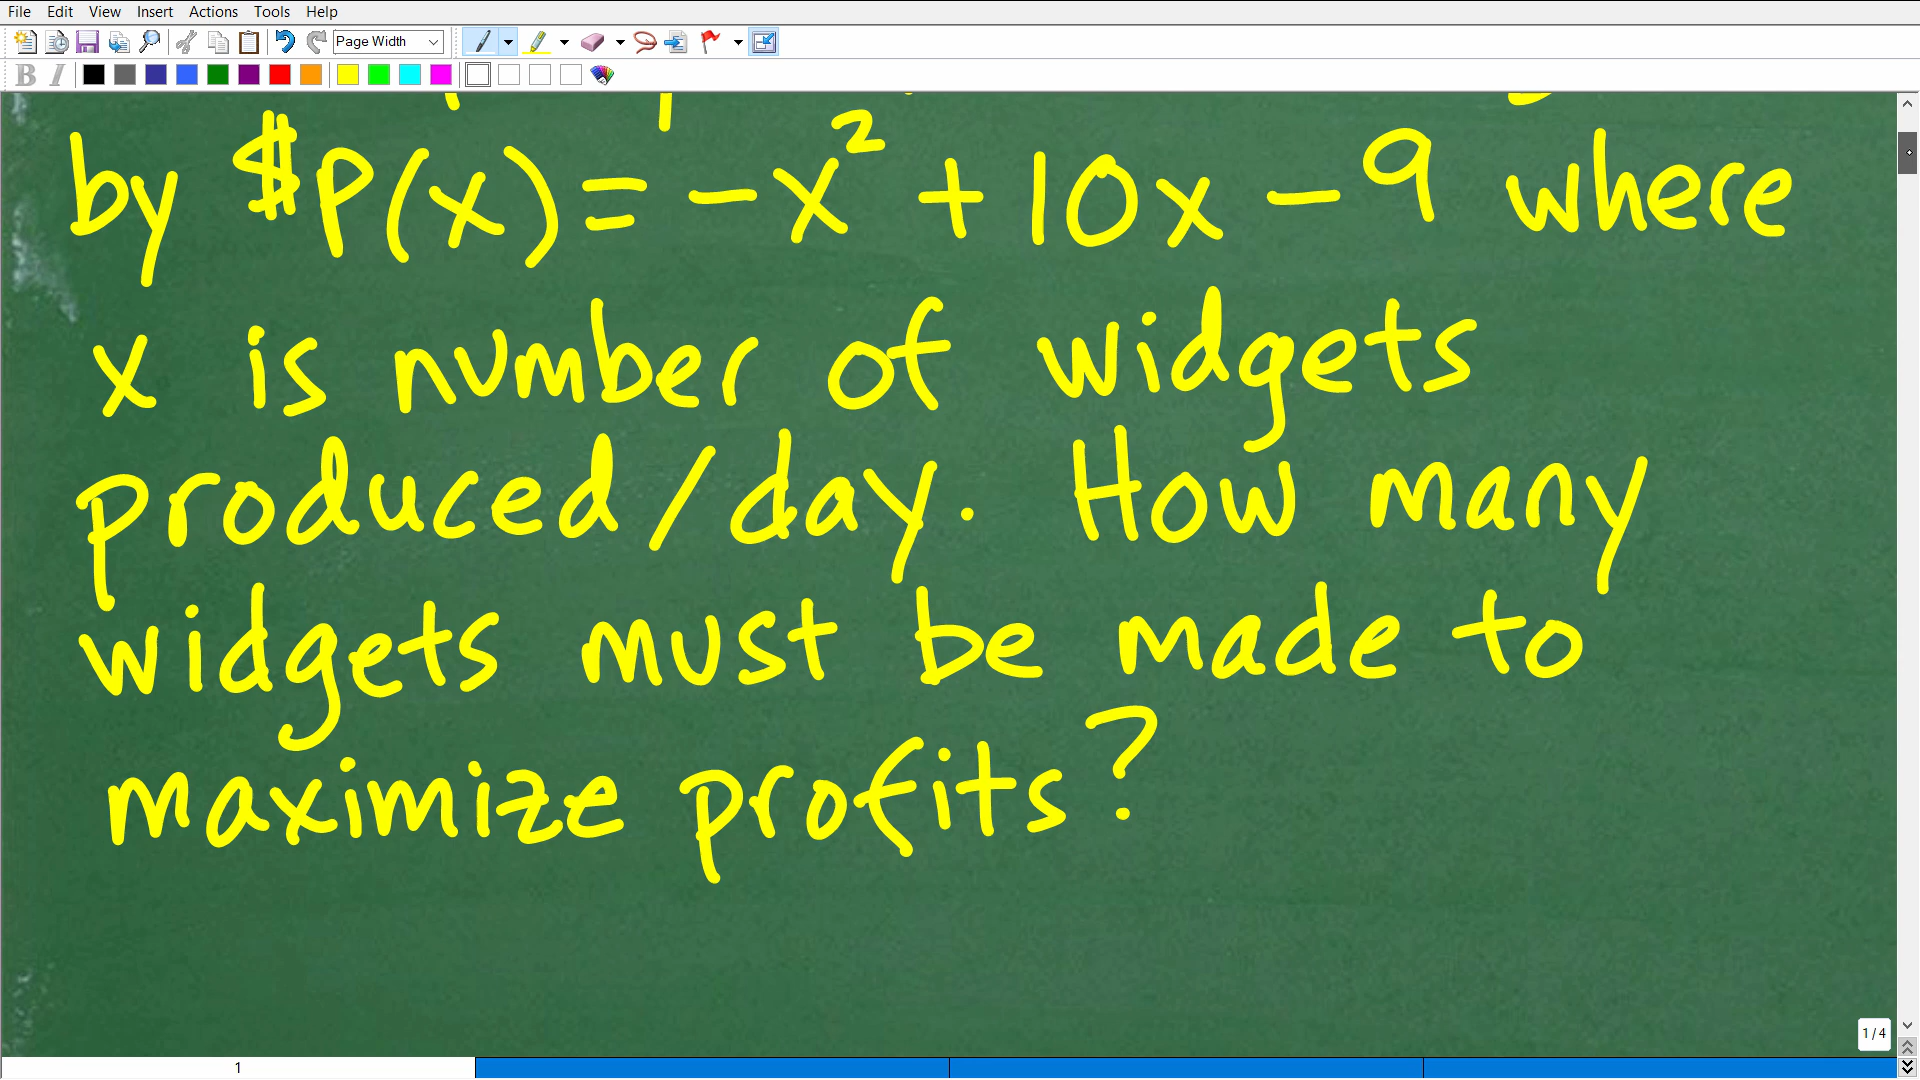 File Edit View Insert Actions Tools Help
Page Width
B I
by $P(x) = -x² + 10x - 9 where
x is number of widgets
produced/day. How many
widgets must be made to
maximize profits?
1 / 4
1